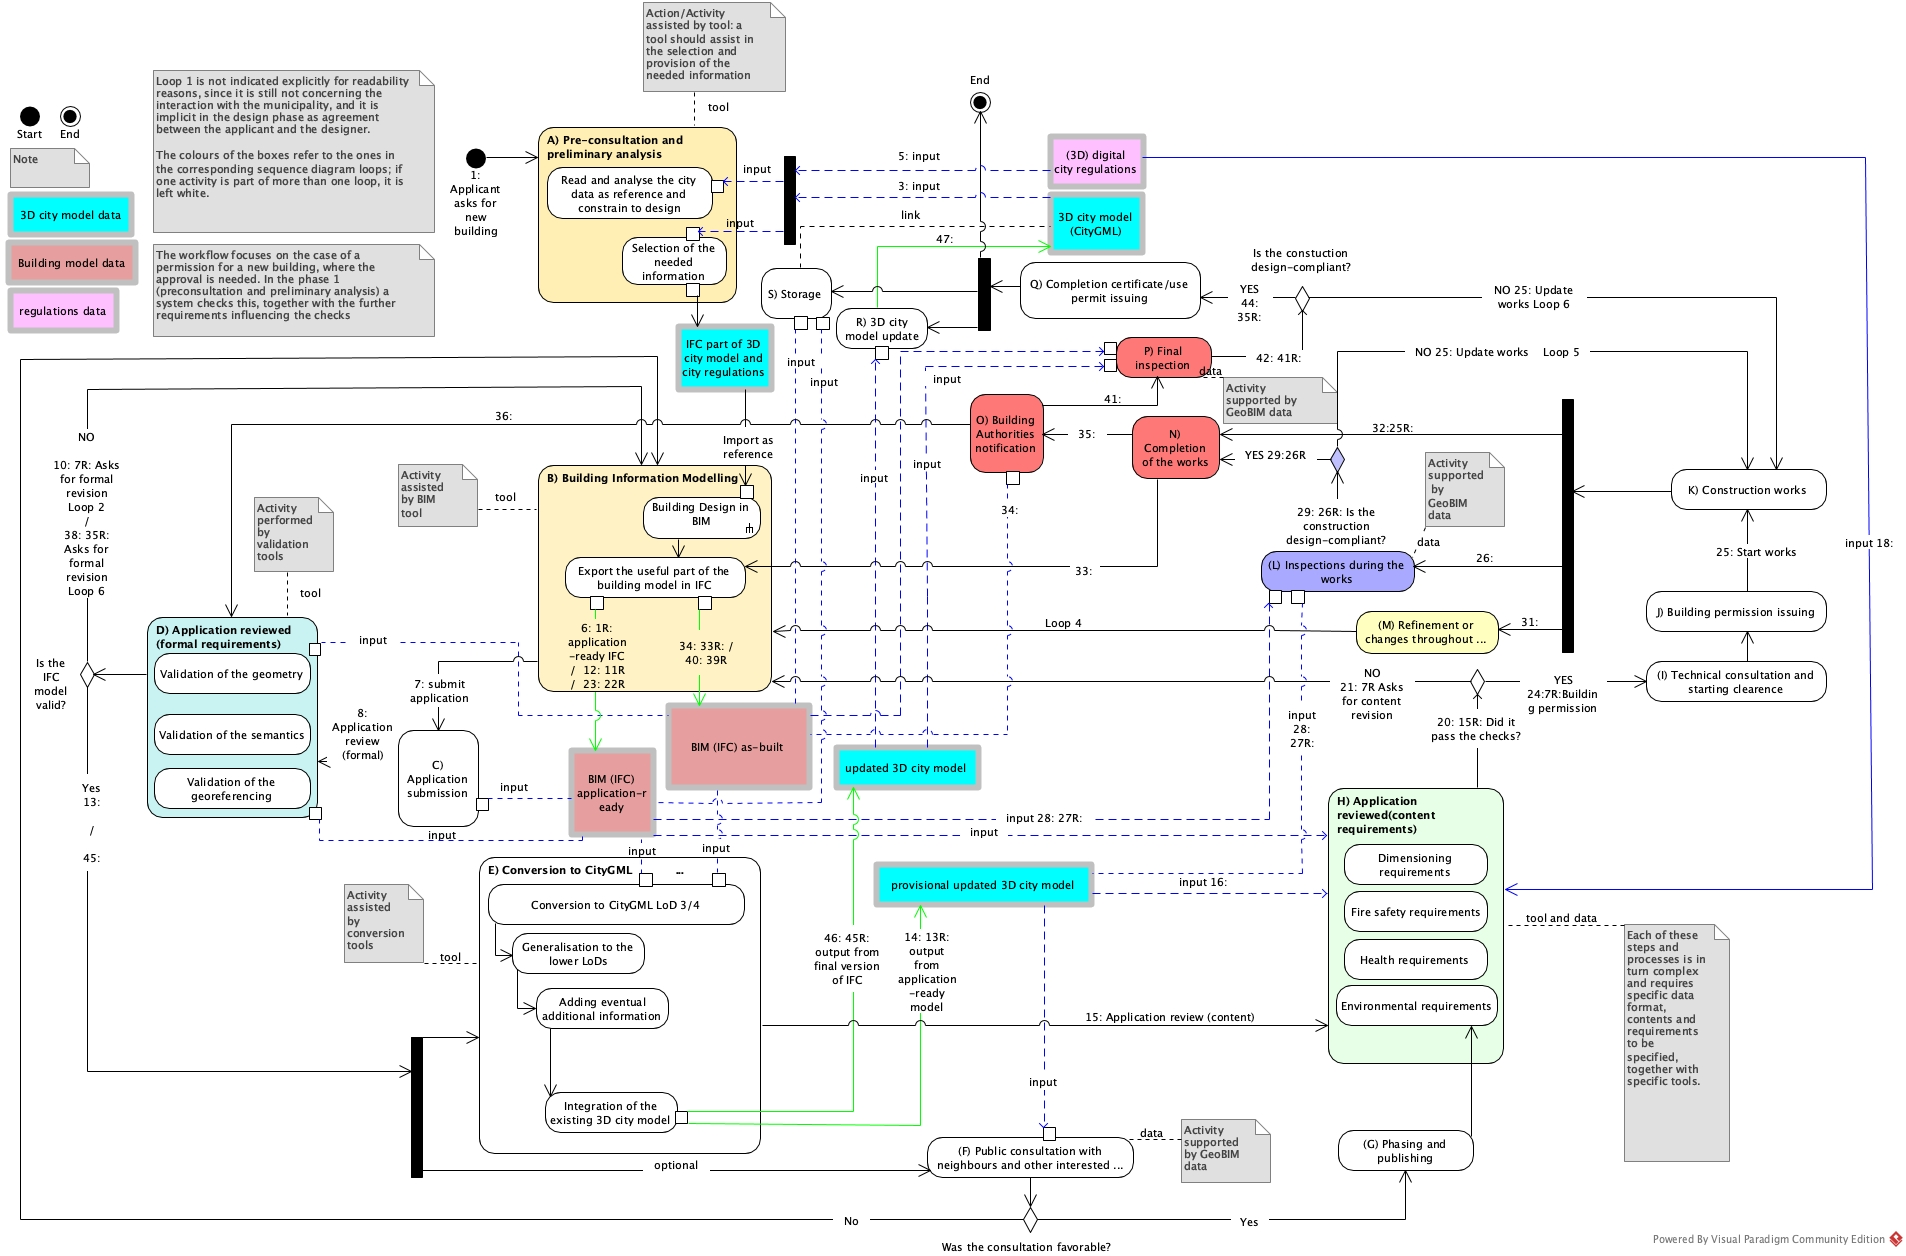 Action/Activity
assisted by tool: a
tool should assist in
the selection and
provision of the
needed information
tool
Loop 1 is not indicated explicitly for readability
reasons, since it is still not concerning the
interaction with the municipality, and it is
implicit in the design phase as agreement
between the applicant and the designer.
The colours of the boxes refer to the ones in
the corresponding sequence diagram loops; if
one activity is part of more than one loop, it is
left white.
Start
End
Note
3D city model data
Building model data
regulations data
The workflow focuses on the case of a
permission for a new building, where the
approval is needed. In the phase 1
(preconsultation and preliminary analysis) a
system checks this, together with the further
requirements influencing the checks
1:
Applicant
asks for
new
building
A) Pre-consultation and
preliminary analysis
Read and analyse the city
data as reference and
constrain to design
Selection of the
needed
information
input
input
End
5: input
3: input
link
47:
(3D) digital
city regulations
3D city model
(CityGML)
S) Storage
R) 3D city
model update
Q) Completion certificate/use
permit issuing
Is the constuction
design-compliant?
YES
44:
35R:
NO 25: Update
works Loop 6
IFC part of 3D
city model and
city regulations
input
input
input
P) Final
inspection
42: 41R:
data
Activity
supported by
GeoBIM data
NO 25: Update works
Loop 5
41:
36:
O) Building
Authorities
notification
35:
N)
Completion
of the works
32:25R:
YES 29:26R
Activity
supported
by
GeoBIM
data
data
K) Construction works
NO
10: 7R: Asks
for formal
revision
Loop 2
/
38: 35R:
Asks for
formal
revision
Loop 6
Activity
performed
by
validation
tools
tool
Activity
assisted
by BIM
tool
tool
Import as
reference
B) Building Information Modelling
Building Design in
BIM
Export the useful part of the
building model in IFC
6: 1R:
application
-ready IFC
/ 12: 11R
/ 23: 22R
34: 33R: /
40: 39R
input
input
34:
33:
29: 26R: Is the
construction
design-compliant?
(L) Inspections during the
works
26:
25: Start works
input 18:
J) Building permission issuing
Loop 4
(M) Refinement or
changes throughout ...
31:
(I) Technical consultation and
starting clearence
NO
21: 7R Asks
for content
revision
YES
24:7R:Buildin
g permission
20: 15R: Did it
pass the checks?
D) Application reviewed
(formal requirements)
Validation of the geometry
Validation of the semantics
Validation of the
georeferencing
Is the
IFC
model
valid?
input
7: submit
application
8:
Application
review
(formal)
C)
Application
submission
input
input
BIM (IFC)
application-r
eady
BIM (IFC) as-built
updated 3D city model
input
28:
27R:
Yes
13:
/
45:
input 28: 27R:
input
input
input
H) Application
reviewed(content
requirements)
Dimensioning
requirements
Fire safety requirements
Health requirements
Environmental requirements
E) Conversion to CityGML
...
Conversion to CityGML LoD 3/4
Generalisation to the
lower LoDs
Adding eventual
additional information
Integration of the
existing 3D city model
Activity
assisted
by
conversion
tools
tool
provisional updated 3D city model
input 16:
46: 45R:
output from
final version
of IFC
14: 13R:
output
from
application
-ready
model
tool and data
Each of these
steps and
processes is in
turn complex
and requires
specific data
format,
contents and
requirements
to be
specified,
together with
specific tools.
15: Application review (content)
input
optional
(F) Public consultation with
neighbours and other interested ...
data
Activity
supported
by GeoBIM
data
(G) Phasing and
publishing
No
Yes
Was the consultation favorable?
Powered By Visual Paradigm Community Edition